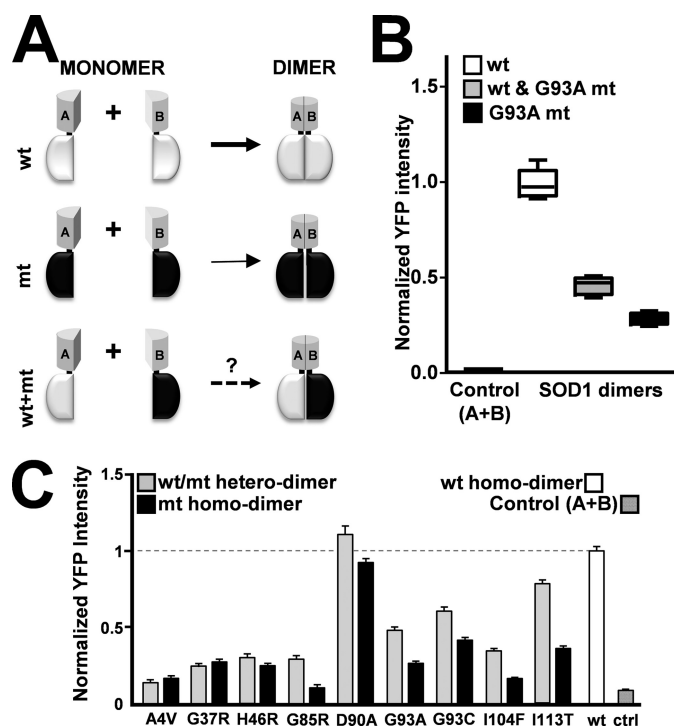 A
MONOMER
DIMER
A + B
A B
wt
A + B
A B
mt
A + B
?
A B
wt+mt
B
wt
wt & G93A mt
G93A mt
Normalized YFP intensity
1.5
1.0
0.5
0.0
Control
(A+B)
SOD1 dimers
C
wt/mt hetero-dimer
mt homo-dimer
wt homo-dimer
Control (A+B)
Normalized YFP Intensity
1.5
1
0.5
0
A4V G37R H46R G85R D90A G93A G93C I104F I113T wt ctrl